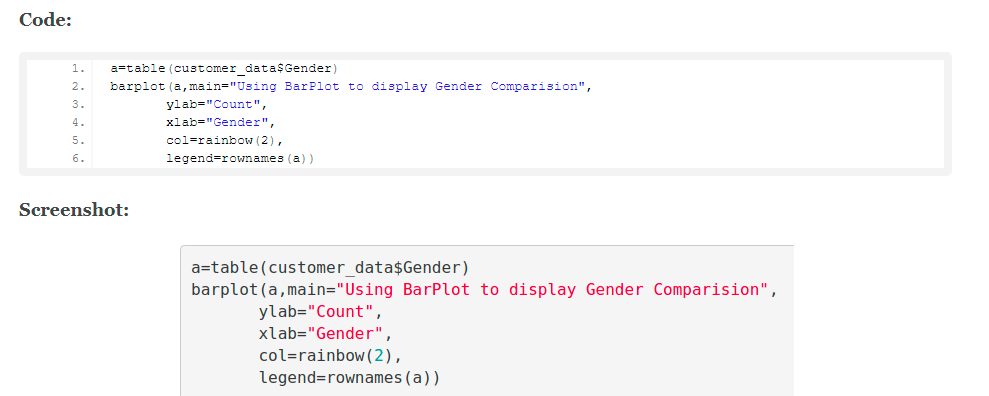 Code:
1. a=table(customer_data$Gender)
2. barplot(a,main="Using BarPlot to display Gender Comparision",
3. ylab="Count",
4. xlab="Gender",
5. col=rainbow(2),
6. legend=rownames(a))
Screenshot:
a=table(customer_data$Gender)
barplot(a,main="Using BarPlot to display Gender Comparision",
ylab="Count",
xlab="Gender",
col=rainbow(2),
legend=rownames(a))